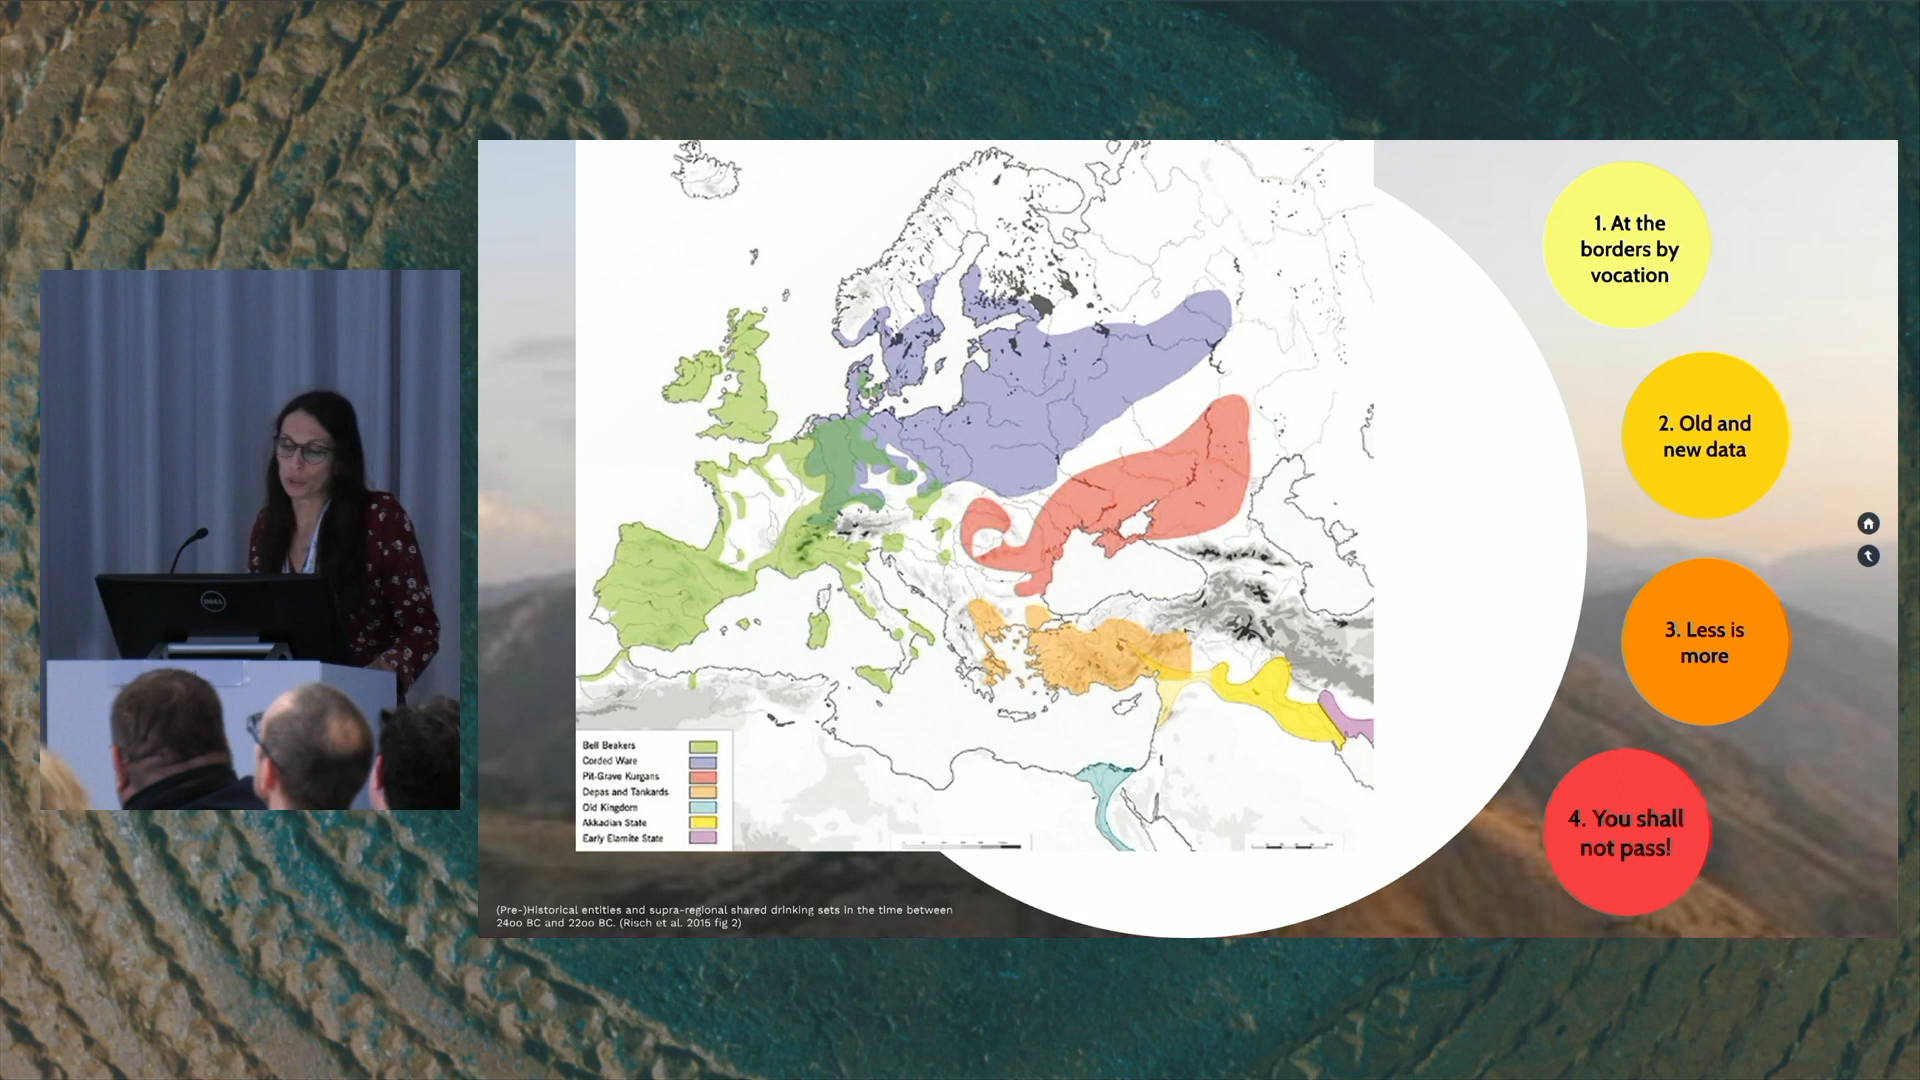 1. At the
borders by
vocation
2. Old and
new data
3. Less is
more
4. You shall
not pass!
Bell Beakers
Corded Ware
Pit-Grave Kurgans
Depas and Tankards
Old Kingdom
Akkadian State
Early Elamite State
(Pre-)Historical entities and supra-regional shared drinking sets in the time between
2400 BC and 2200 BC. (Risch et al. 2015 fig 2)
DELL